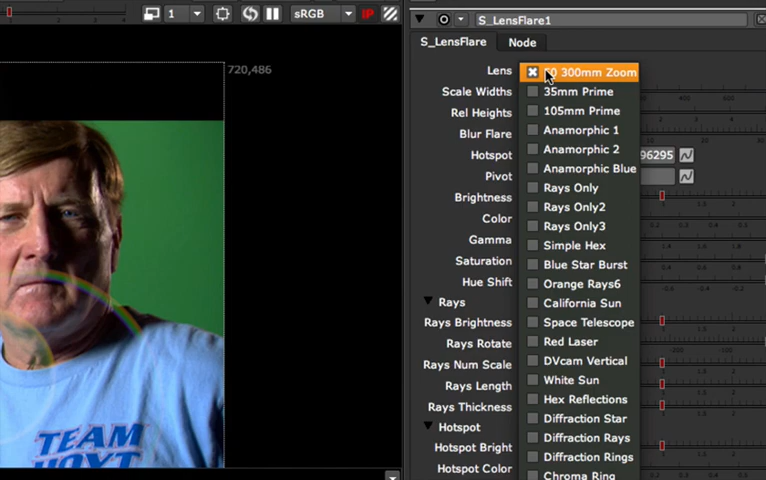 1
sRGB
IP
S_LensFlare1
S_LensFlare
Node
720,486
Lens
50 300mm Zoom
Scale Widths
35mm Prime
Rel Heights
105mm Prime
Blur Flare
Anamorphic 1
Hotspot
Anamorphic 2
96295
Pivot
Anamorphic Blue
Brightness
Rays Only
Color
Rays Only2
Gamma
Rays Only3
Saturation
Simple Hex
Hue Shift
Blue Star Burst
Orange Rays6
Rays
California Sun
Rays Brightness
Space Telescope
Rays Rotate
Red Laser
Rays Num Scale
DVcam Vertical
Rays Length
White Sun
Rays Thickness
Hex Reflections
Hotspot
Diffraction Star
Hotspot Bright
Diffraction Rays
Hotspot Color
Diffraction Rings
Chroma Ring
TEAM
HOYT